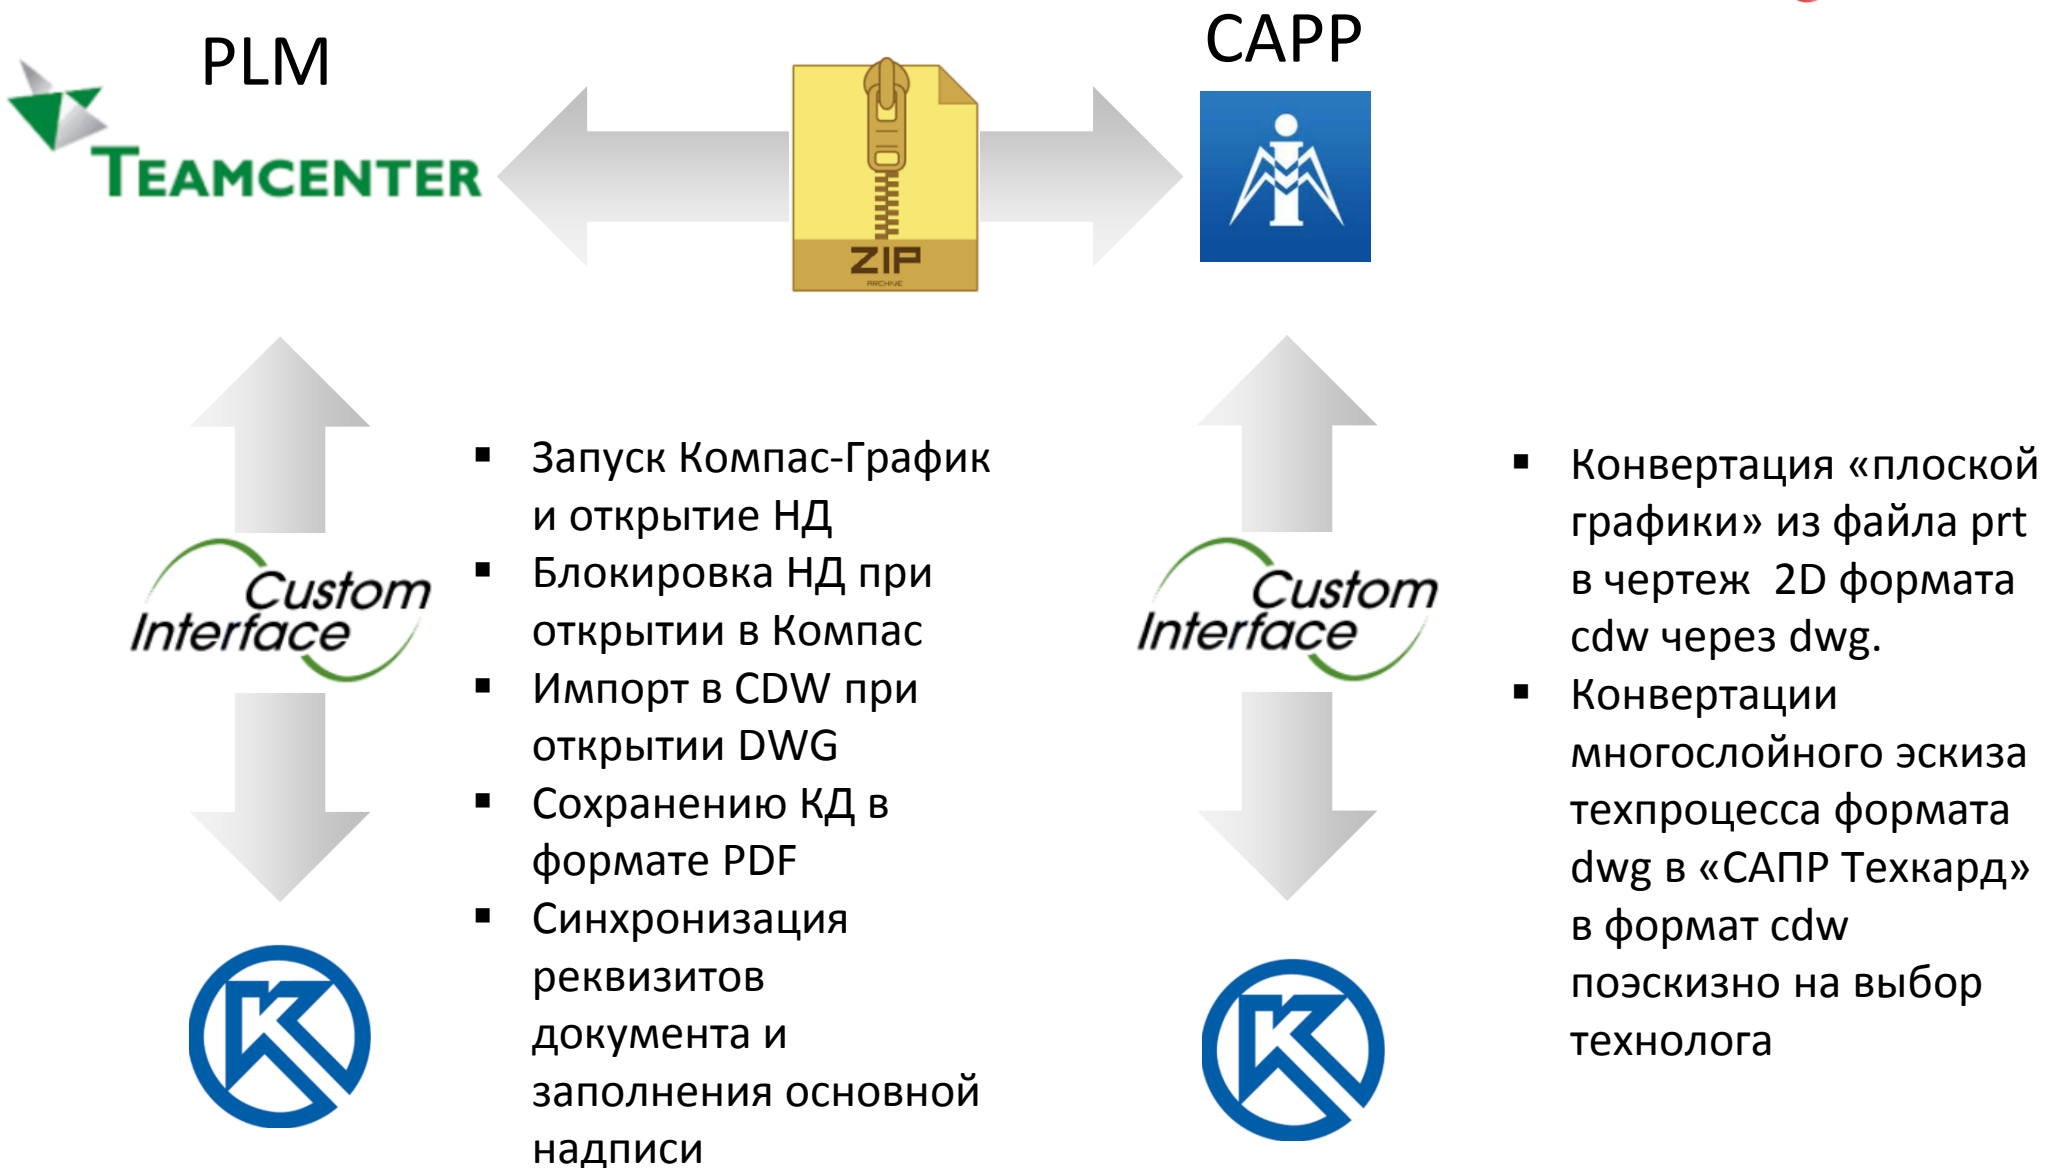 PLM
CAPP
TEAMCENTER
ZIP
ARCHIVE
Custom
Interface
▪ Запуск Компас-График
и открытие НД
▪ Блокировка НД при
открытии в Компас
▪ Импорт в CDW при
открытии DWG
▪ Сохранению КД в
формате PDF
▪ Синхронизация
реквизитов
документа и
заполнения основной
надписи
Custom
Interface
▪ Конвертация «плоской
графики» из файла prt
в чертеж 2D формата
cdw через dwg.
▪ Конвертации
многослойного эскиза
техпроцесса формата
dwg в «САПР Техкард»
в формат cdw
поэскизно на выбор
технолога